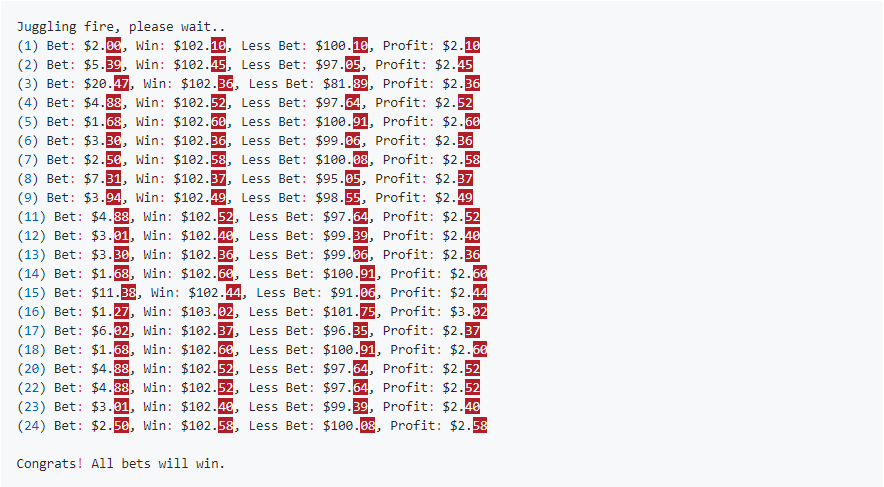 Juggling fire, please wait..
(1) Bet: $2.00, Win: $102.10, Less Bet: $100.10, Profit: $2.10
(2) Bet: $5.39, Win: $102.45, Less Bet: $97.05, Profit: $2.45
(3) Bet: $20.47, Win: $102.36, Less Bet: $81.89, Profit: $2.36
(4) Bet: $4.88, Win: $102.52, Less Bet: $97.64, Profit: $2.52
(5) Bet: $1.68, Win: $102.60, Less Bet: $100.91, Profit: $2.60
(6) Bet: $3.30, Win: $102.36, Less Bet: $99.06, Profit: $2.36
(7) Bet: $2.50, Win: $102.58, Less Bet: $100.08, Profit: $2.58
(8) Bet: $7.31, Win: $102.37, Less Bet: $95.05, Profit: $2.37
(9) Bet: $3.94, Win: $102.49, Less Bet: $98.55, Profit: $2.49
(11) Bet: $4.88, Win: $102.52, Less Bet: $97.64, Profit: $2.52
(12) Bet: $3.01, Win: $102.40, Less Bet: $99.39, Profit: $2.40
(13) Bet: $3.30, Win: $102.36, Less Bet: $99.06, Profit: $2.36
(14) Bet: $1.68, Win: $102.60, Less Bet: $100.91, Profit: $2.60
(15) Bet: $11.38, Win: $102.44, Less Bet: $91.06, Profit: $2.44
(16) Bet: $1.27, Win: $103.02, Less Bet: $101.75, Profit: $3.02
(17) Bet: $6.02, Win: $102.37, Less Bet: $96.35, Profit: $2.37
(18) Bet: $1.68, Win: $102.60, Less Bet: $100.91, Profit: $2.60
(20) Bet: $4.88, Win: $102.52, Less Bet: $97.64, Profit: $2.52
(22) Bet: $4.88, Win: $102.52, Less Bet: $97.64, Profit: $2.52
(23) Bet: $3.01, Win: $102.40, Less Bet: $99.39, Profit: $2.40
(24) Bet: $2.50, Win: $102.58, Less Bet: $100.08, Profit: $2.58
Congrats! All bets will win.